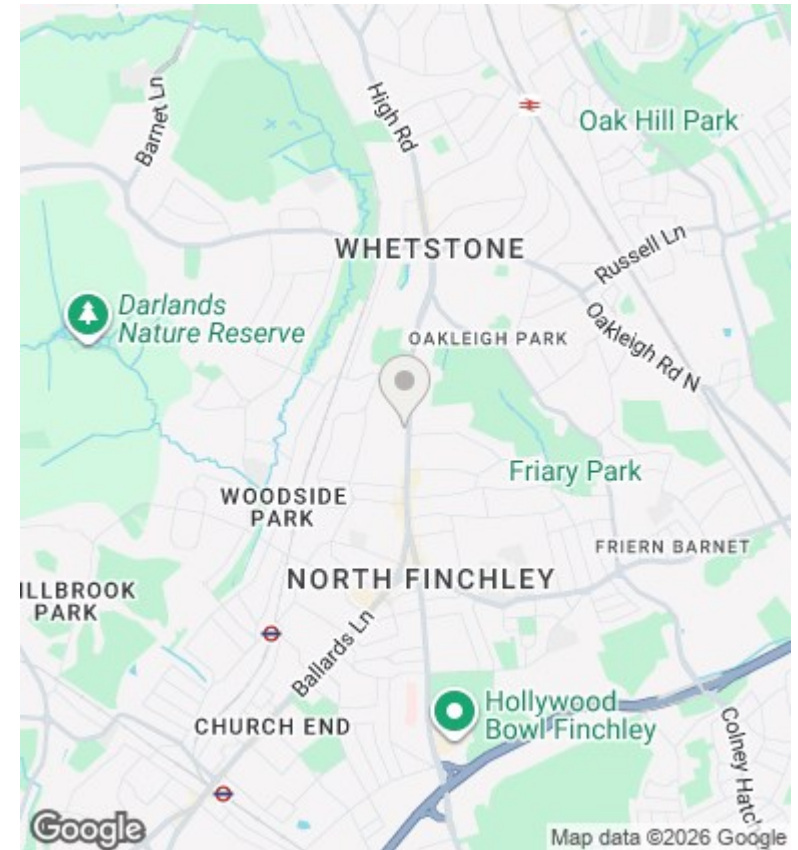 Barnet Ln
High Rd
Oak Hill Park
WHETSTONE
Russell Ln
Darlands
Nature Reserve
OAKLEIGH PARK
Oakleigh Rd N
Friary Park
WOODSIDE
PARK
FRIERN BARNET
NORTH FINCHLEY
ILLBROOK
PARK
Ballards Ln
Hollywood
Bowl Finchley
CHURCH END
Colney Hatch
Google
Map data ©2026 Google